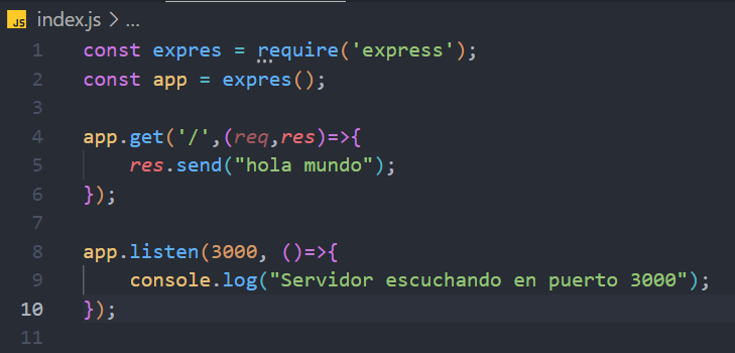 JS index.js > ...
1 const expres = require('express');
2 const app = expres();
3
4 app.get('/',(req,res)=>{
5 res.send("hola mundo");
6 });
7
8 app.listen(3000, ()=>{
9 console.log("Servidor escuchando en puerto 3000");
10 });
11